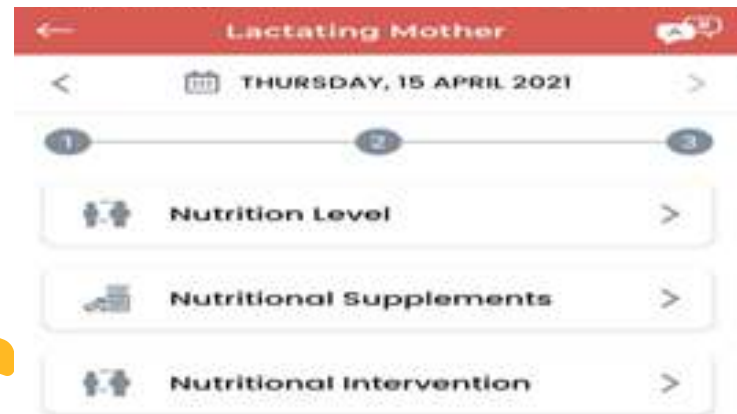 Lactating Mother
THURSDAY, 15 APRIL 2021
1 2 3
Nutrition Level
Nutritional Supplements
Nutritional Intervention